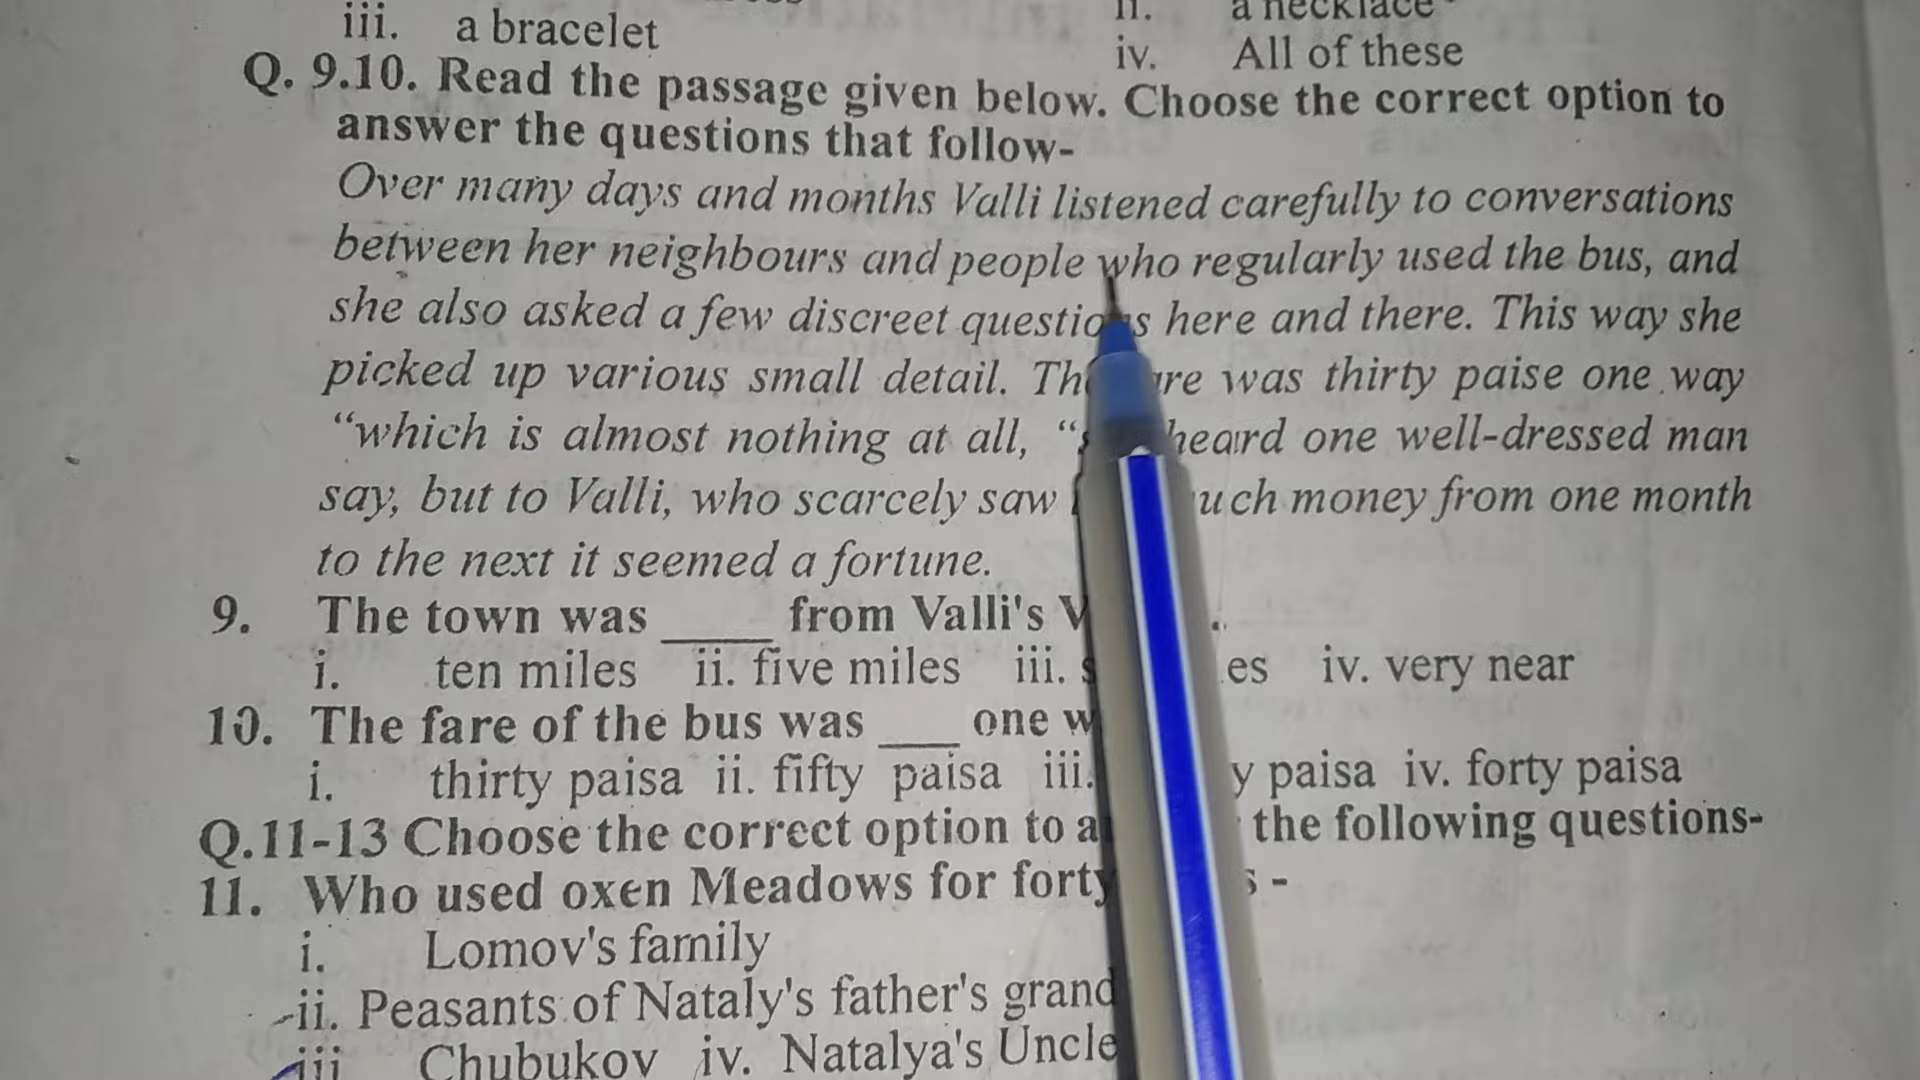 iii. a bracelet
ii. a necklace
iv. All of these
Q. 9.10. Read the passage given below. Choose the correct option to
answer the questions that follow-
Over many days and months Valli listened carefully to conversations
between her neighbours and people who regularly used the bus, and
she also asked a few discreet questions here and there. This way she
picked up various small detail. was thirty paise one way
“which is almost nothing at all, “ heard one well-dressed man
say, but to Valli, who scarcely saw money from one month
to the next it seemed a fortune.
9. The town was ____ from Valli's
i. ten miles ii. five miles iii. iv. very near
10. The fare of the bus was ___ one
i. thirty paisa ii. fifty paisa iii. paisa iv. forty paisa
Q.11-13 Choose the correct option to the following questions-
11. Who used oxen Meadows for forty -
i. Lomov's family
ii. Peasants of Nataly's father's
iii Chubukov iv. Natalya's Uncle